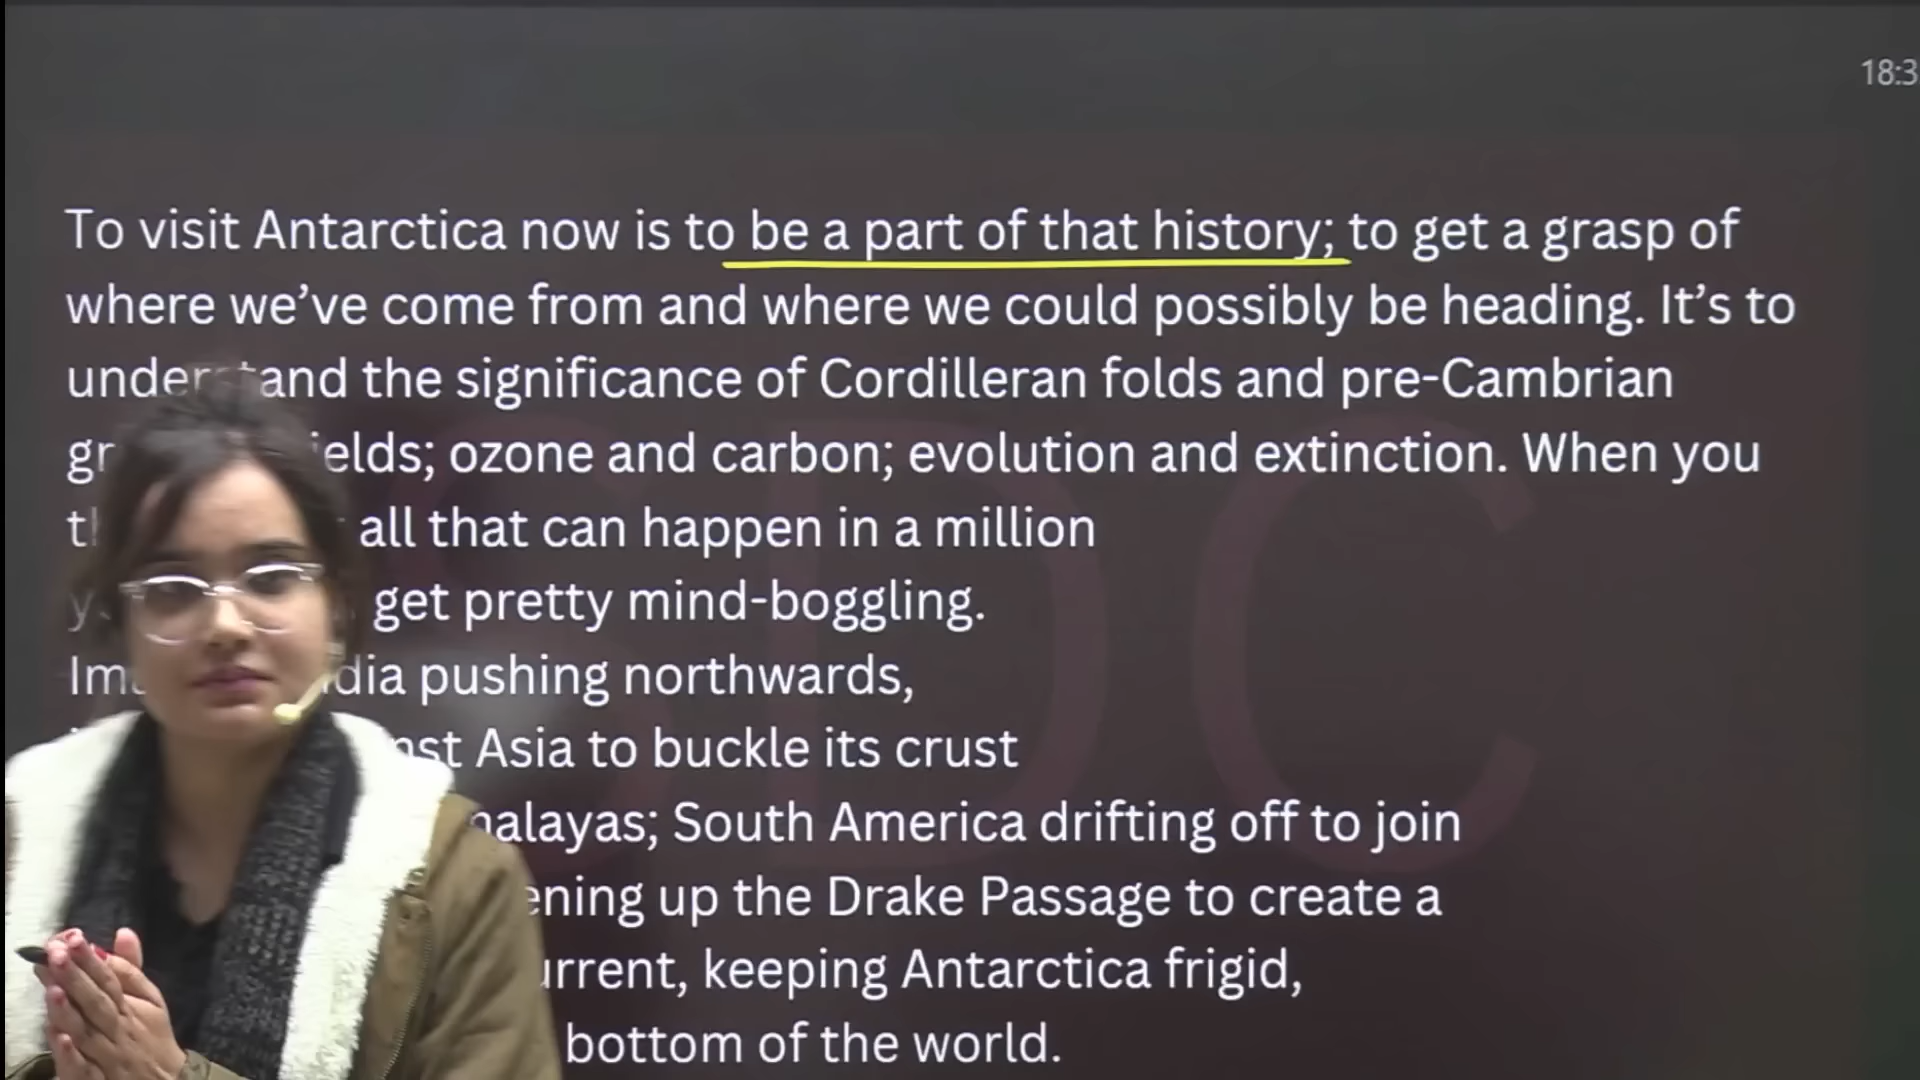 18:3
To visit Antarctica now is to be a part of that history; to get a grasp of
where we’ve come from and where we could possibly be heading. It’s to
understand the significance of Cordilleran folds and pre-Cambrian
ozone and carbon; evolution and extinction. When you
all that can happen in a million
get pretty mind-boggling.
pushing northwards,
Asia to buckle its crust
South America drifting off to join
up the Drake Passage to create a
keeping Antarctica frigid,
bottom of the world.
SDC